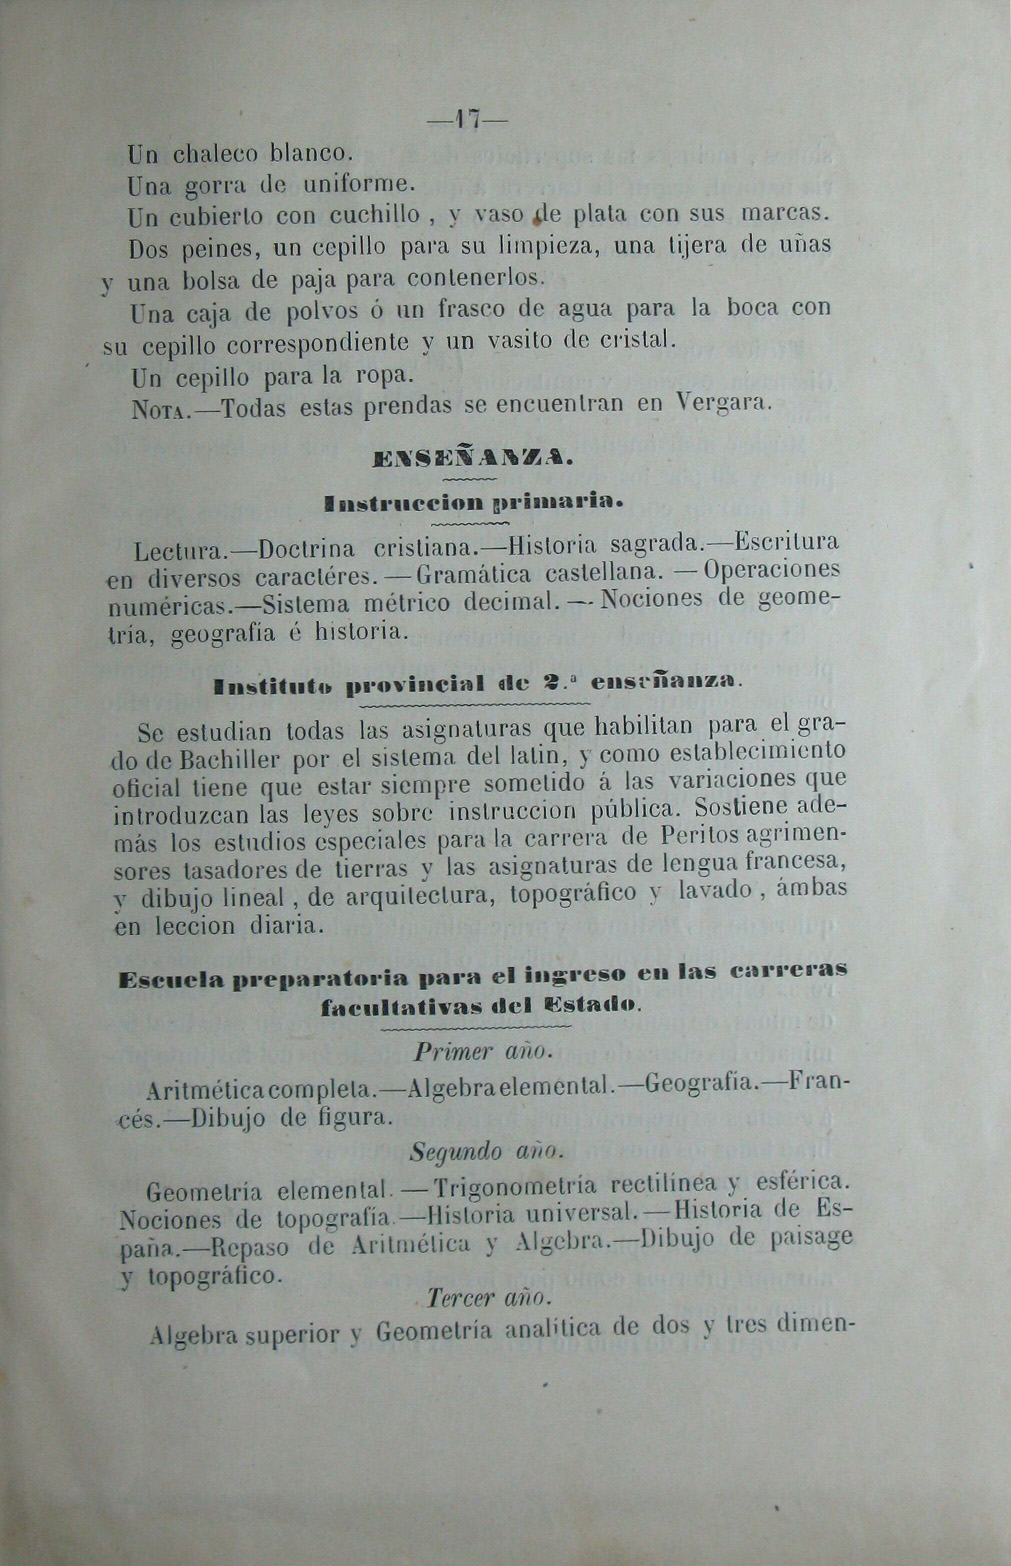 —17—
Un chaleco blanco.
Una gorra de uniforme.
Un cubierto con cuchillo , y vaso de plata con sus marcas.
Dos peines, un cepillo para su limpieza, una tijera de uñas
y una bolsa de paja para contenerlos.
Una caja de polvos ó un frasco de agua para la boca con
su cepillo correspondiente y un vasito de cristal.
Un cepillo para la ropa.
NOTA.—Todas estas prendas se encuentran en Vergara.
ENSEÑANZA.
Instruccion primaria.
Lectura.—Doctrina cristiana.—Historia sagrada.—Escritura
en diversos caractéres.—Gramática castellana.—Operaciones
numéricas.—Sistema métrico decimal.—Nociones de geome-
tría, geografía é historia.
Instituto provincial de 2.ª enseñanza.
Se estudian todas las asignaturas que habilitan para el gra-
do de Bachiller por el sistema del latin, y como establecimiento
oficial tiene que estar siempre sometido á las variaciones que
introduzcan las leyes sobre instruccion pública. Sostiene ade-
más los estudios especiales para la carrera de Peritos agrimen-
sores tasadores de tierras y las asignaturas de lengua francesa,
y dibujo lineal , de arquitectura, topográfico y lavado , ámbas
en leccion diaria.
Escuela preparatoria para el ingreso en las carreras
facultativas del Estado.
Primer año.
Aritmética completa.—Algebra elemental.—Geografía.—Fran-
cés.—Dibujo de figura.
Segundo año.
Geometría elemental.—Trigonometría rectilínea y esférica.
Nociones de topografía.—Historia universal.—Historia de Es-
paña.—Repaso de Aritmética y Algebra.—Dibujo de paisage
y topográfico.
Tercer año.
Algebra superior y Geometría analítica de dos y tres dimen-